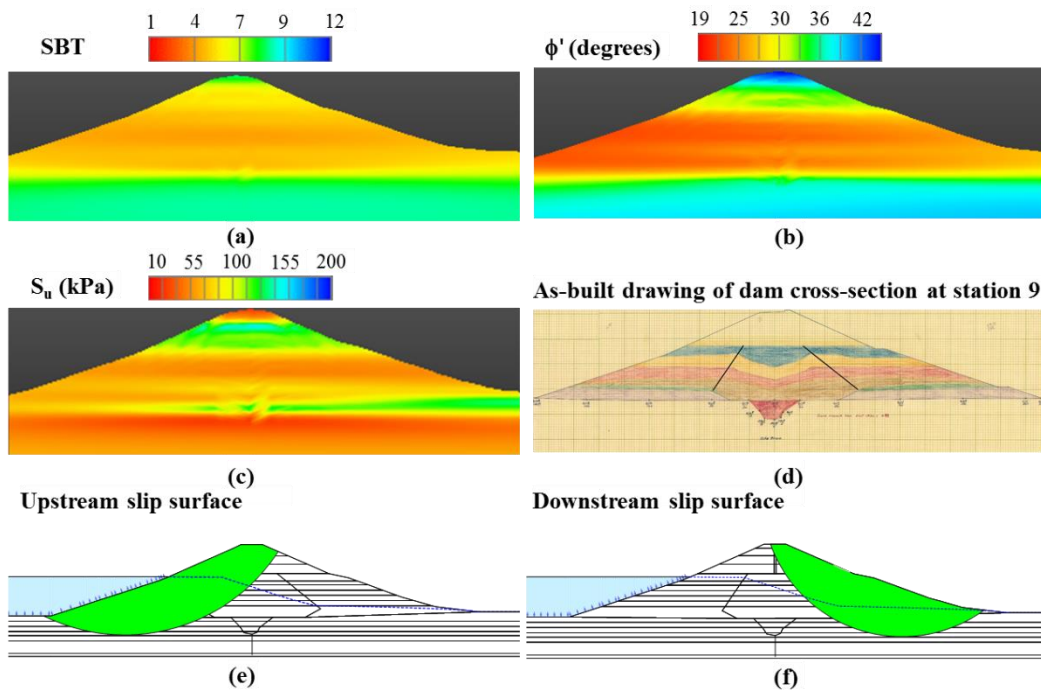 1 4 7 9 12
SBT
19 25 30 36 42
ϕ' (degrees)
(a)
(b)
10 55 100 155 200
Sᵤ (kPa)
As-built drawing of dam cross-section at station 9
(c)
(d)
Upstream slip surface
Downstream slip surface
(e)
(f)